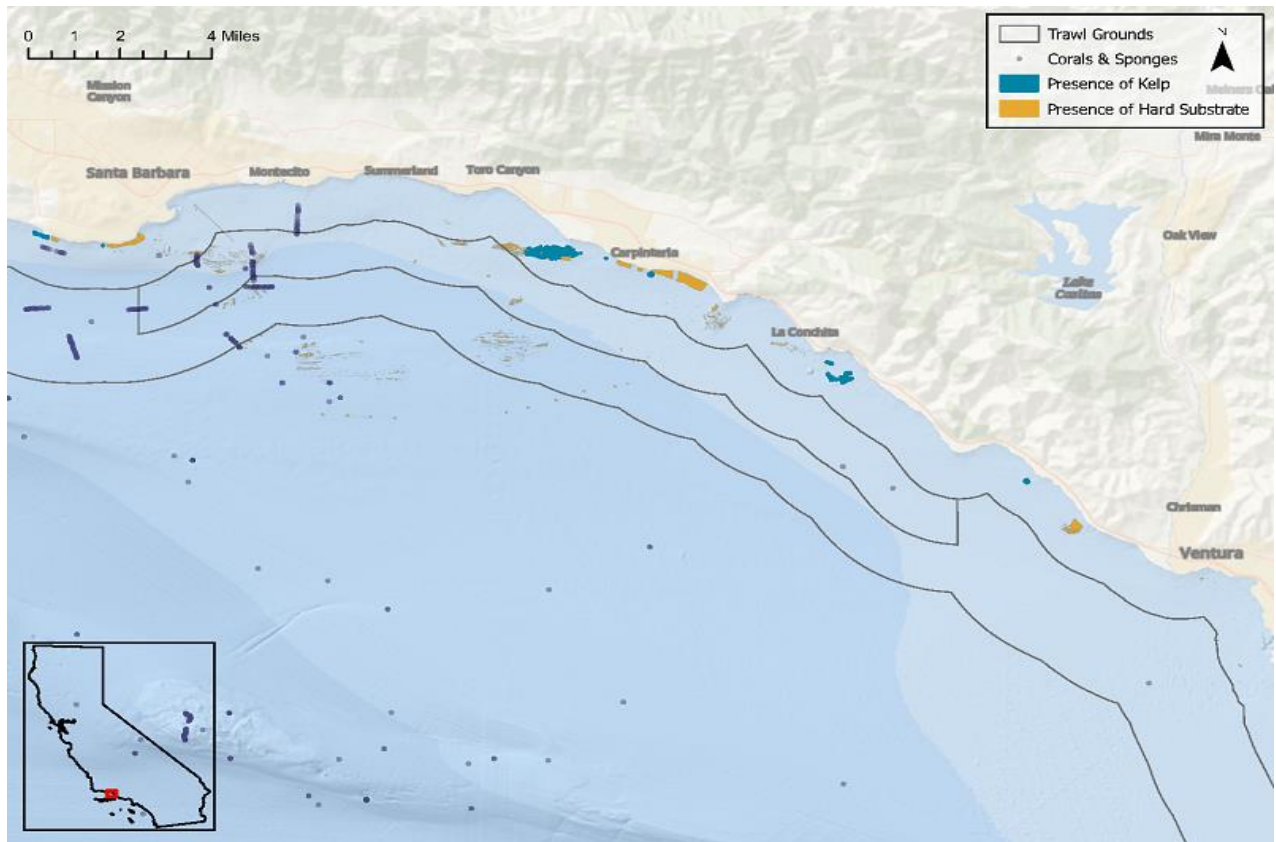 0 1 2 4 Miles
Trawl Grounds
Corals & Sponges
Presence of Kelp
Presence of Hard Substrate
N
Mission
Canyon
Mira Monte
Santa Barbara
Montecito
Summerland
Toro Canyon
Oak View
Carpinteria
Lake
Casitas
La Conchita
Chrisman
Ventura